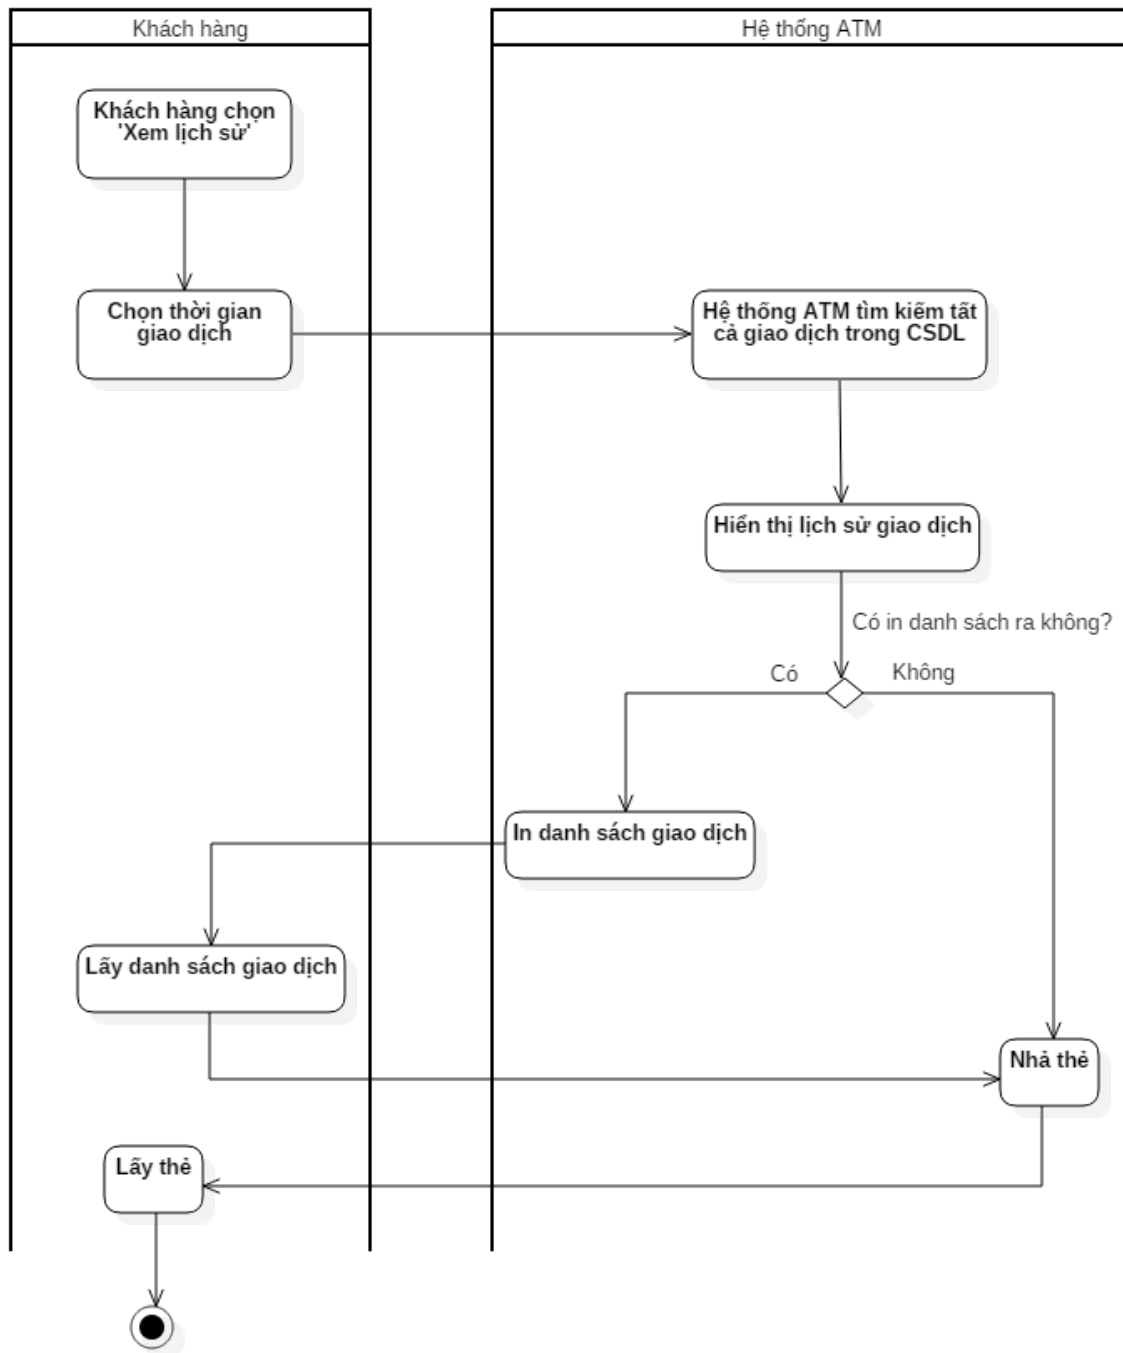 Khách hàng
Hệ thống ATM
Khách hàng chọn
'Xem lịch sử'
Chọn thời gian
giao dịch
Hệ thống ATM tìm kiếm tất
cả giao dịch trong CSDL
Hiển thị lịch sử giao dịch
Có in danh sách ra không?
Có
Không
In danh sách giao dịch
Lấy danh sách giao dịch
Nhả thẻ
Lấy thẻ